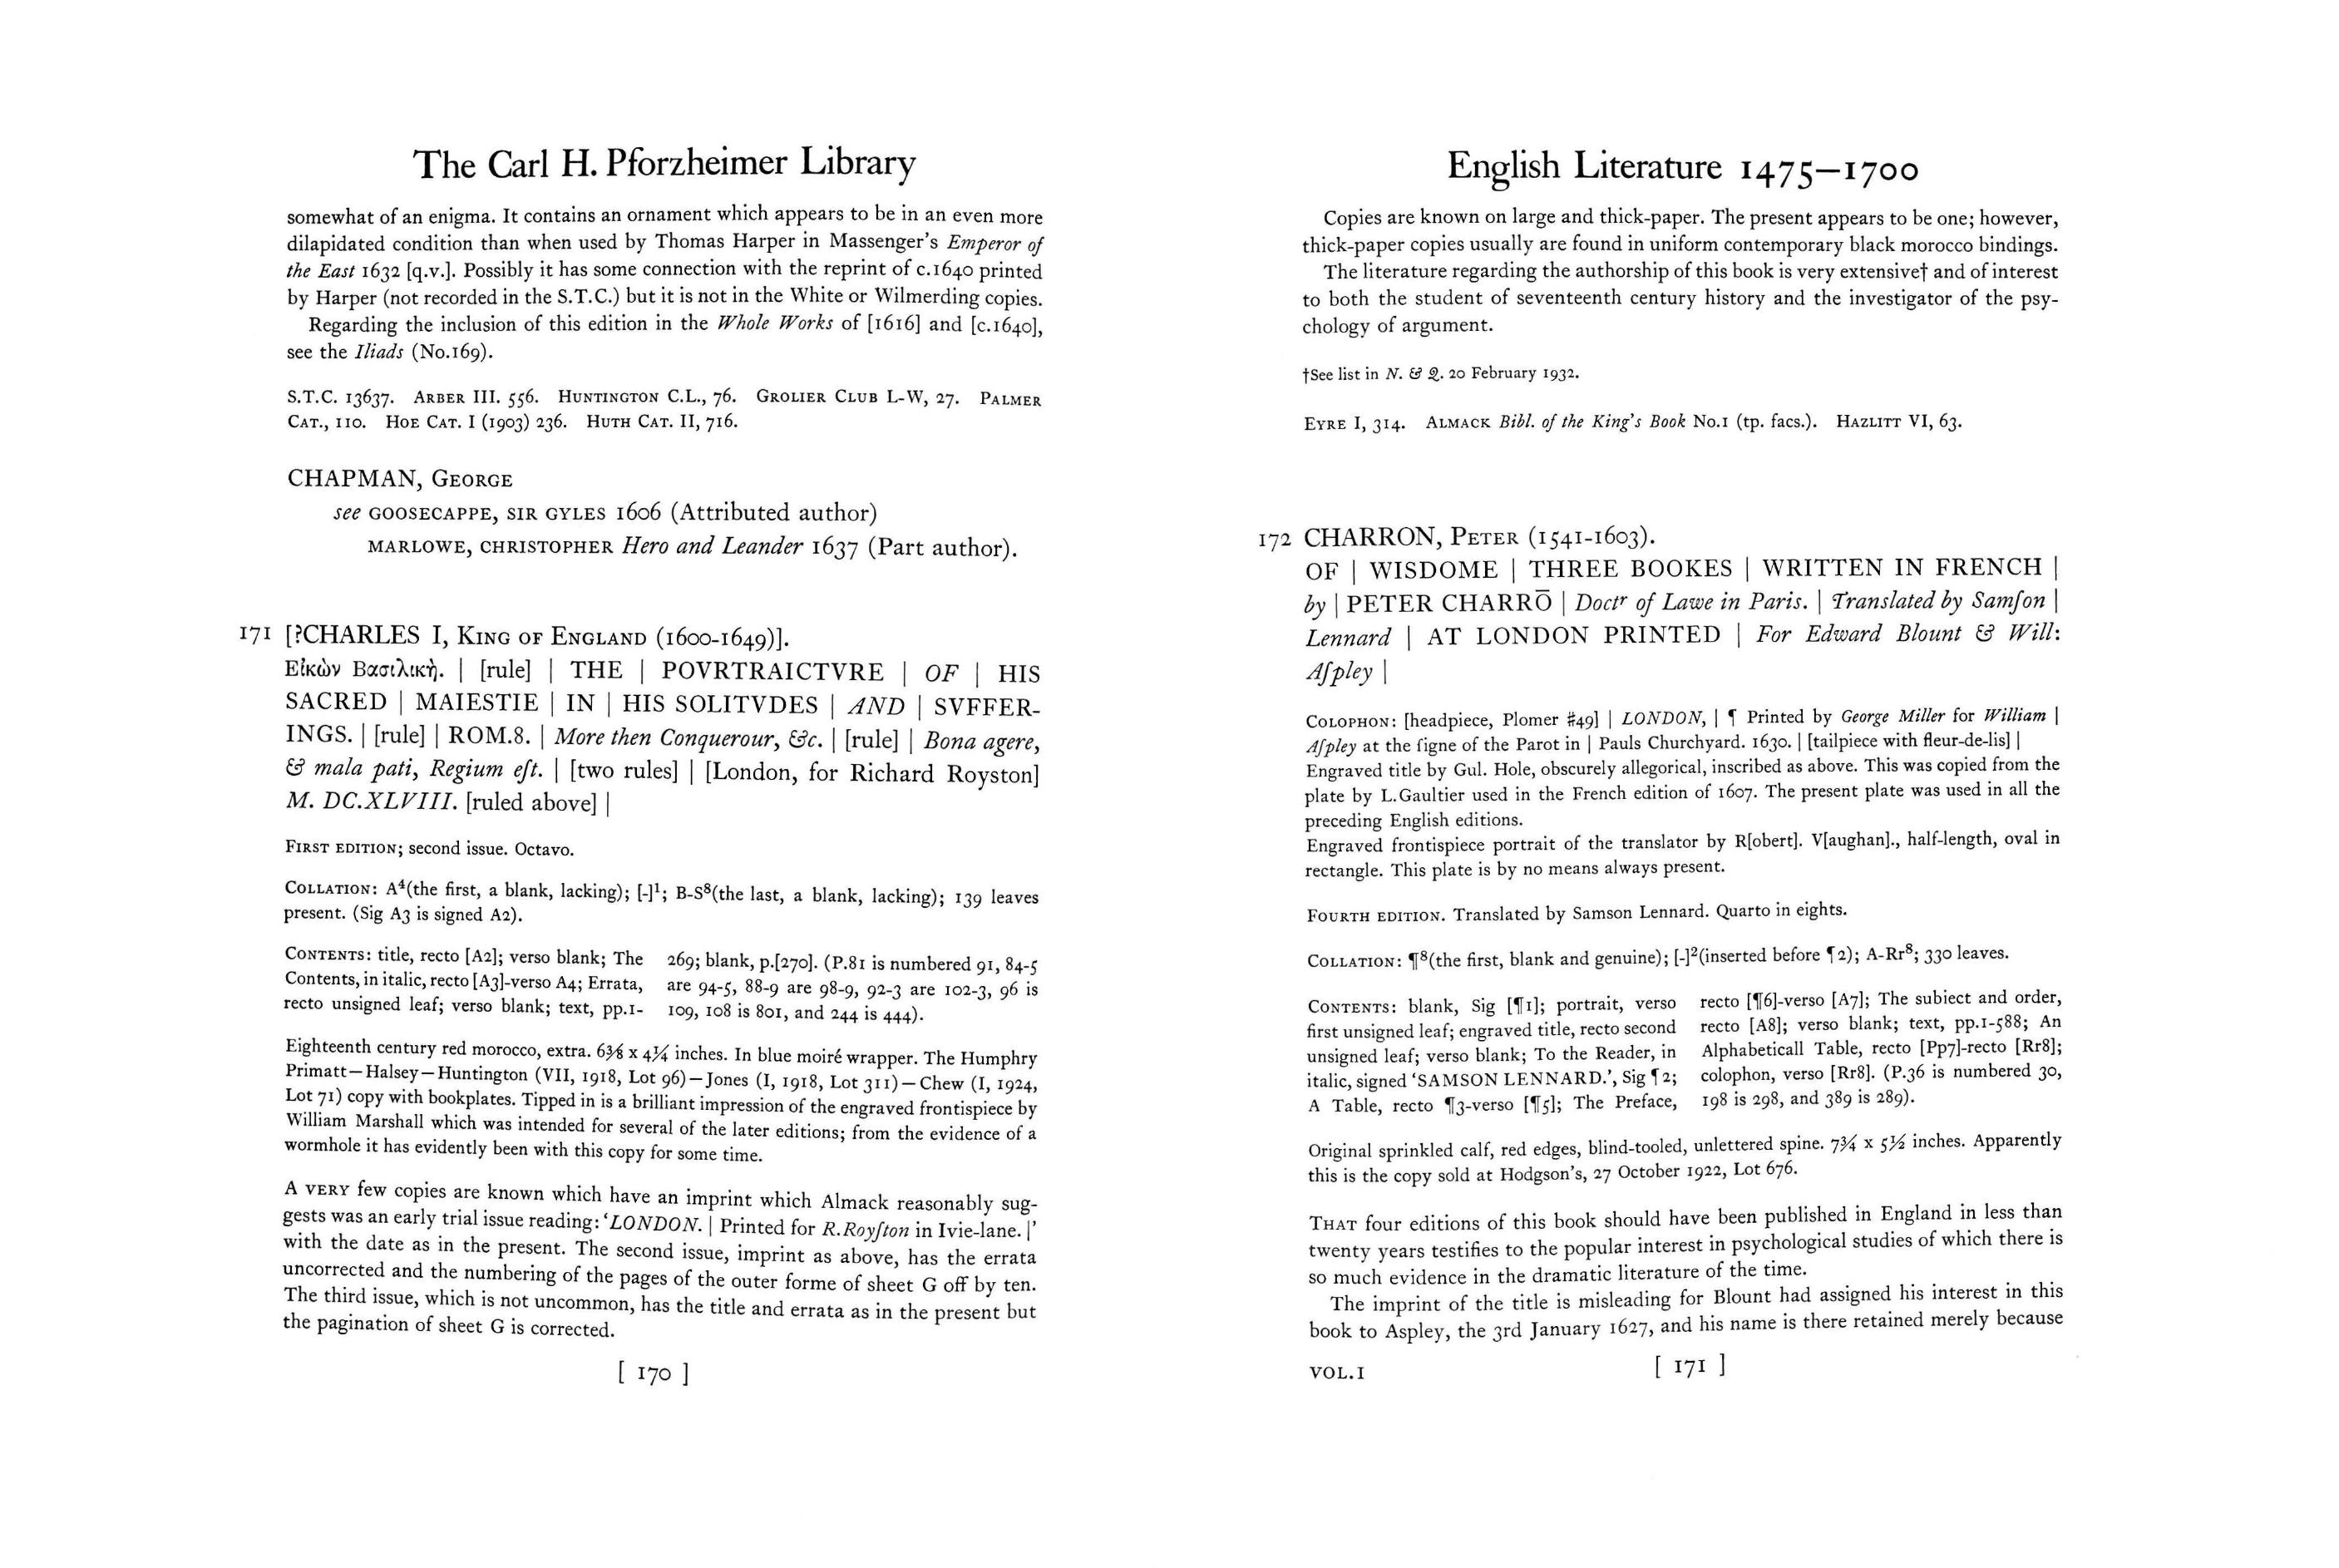 The Carl H. Pforzheimer Library
somewhat of an enigma. It contains an ornament which appears to be in an even more
dilapidated condition than when used by Thomas Harper in Massenger's Emperor of
the East 1632 [q.v.]. Possibly it has some connection with the reprint of c.1640 printed
by Harper (not recorded in the S.T.C.) but it is not in the White or Wilmerding copies.
Regarding the inclusion of this edition in the Whole Works of [1616] and [c.1640],
see the Iliads (No.169).
S.T.C. 13637. ARBER III. 556. HUNTINGTON C.L., 76. GROLIER CLUB L-W, 27. PALMER
CAT., 110. HOE CAT. I (1903) 236. HUTH CAT. II, 716.
CHAPMAN, GEORGE
see GOOSECAPPE, SIR GYLES 1606 (Attributed author)
MARLOWE, CHRISTOPHER Hero and Leander 1637 (Part author).
171 [?CHARLES I, KING OF ENGLAND (1600-1649)].
Εἰκὼν Βασιλικὴ. | [rule] | THE | POVRTRAICTVRE | OF | HIS
SACRED | MAIESTIE | IN | HIS SOLITVDES | AND | SVFFER-
INGS. | [rule] | ROM.8. | More then Conquerour, &c. | [rule] | Bona agere,
& mala pati, Regium eſt. | [two rules] | [London, for Richard Royston]
M. DC.XLVIII. [ruled above] |
FIRST EDITION; second issue. Octavo.
COLLATION: A⁴(the first, a blank, lacking); [-]¹; B-S⁸(the last, a blank, lacking); 139 leaves
present. (Sig A3 is signed A2).
CONTENTS: title, recto [A2]; verso blank; The
Contents, in italic, recto [A3]-verso A4; Errata,
recto unsigned leaf; verso blank; text, pp.1-
269; blank, p.[270]. (P.81 is numbered 91, 84-5
are 94-5, 88-9 are 98-9, 92-3 are 102-3, 96 is
109, 108 is 801, and 244 is 444).
Eighteenth century red morocco, extra. 6⅜ x 4¼ inches. In blue moiré wrapper. The Humphry
Primatt—Halsey—Huntington (VII, 1918, Lot 96)—Jones (I, 1918, Lot 311)—Chew (I, 1924,
Lot 71) copy with bookplates. Tipped in is a brilliant impression of the engraved frontispiece by
William Marshall which was intended for several of the later editions; from the evidence of a
wormhole it has evidently been with this copy for some time.
A VERY few copies are known which have an imprint which Almack reasonably sug-
gests was an early trial issue reading: 'LONDON. | Printed for R.Royſton in Ivie-lane. |'
with the date as in the present. The second issue, imprint as above, has the errata
uncorrected and the numbering of the pages of the outer forme of sheet G off by ten.
The third issue, which is not uncommon, has the title and errata as in the present but
the pagination of sheet G is corrected.
[ 170 ]
English Literature 1475—1700
Copies are known on large and thick-paper. The present appears to be one; however,
thick-paper copies usually are found in uniform contemporary black morocco bindings.
The literature regarding the authorship of this book is very extensive† and of interest
to both the student of seventeenth century history and the investigator of the psy-
chology of argument.
†See list in N. & Q. 20 February 1932.
EYRE I, 314. ALMACK Bibl. of the King's Book No.1 (tp. facs.). HAZLITT VI, 63.
172 CHARRON, PETER (1541-1603).
OF | WISDOME | THREE BOOKES | WRITTEN IN FRENCH |
by | PETER CHARRŌ | Doctʳ of Lawe in Paris. | Translated by Samſon |
Lennard | AT LONDON PRINTED | For Edward Blount & Will:
Aſpley |
COLOPHON: [headpiece, Plomer #49] | LONDON, | ¶ Printed by George Miller for William |
Aſpley at the ſigne of the Parot in | Pauls Churchyard. 1630. | [tailpiece with fleur-de-lis] |
Engraved title by Gul. Hole, obscurely allegorical, inscribed as above. This was copied from the
plate by L.Gaultier used in the French edition of 1607. The present plate was used in all the
preceding English editions.
Engraved frontispiece portrait of the translator by R[obert]. V[aughan]., half-length, oval in
rectangle. This plate is by no means always present.
FOURTH EDITION. Translated by Samson Lennard. Quarto in eights.
COLLATION: ¶⁸(the first, blank and genuine); [-]²(inserted before ¶2); A-Rr⁸; 330 leaves.
CONTENTS: blank, Sig [¶1]; portrait, verso
first unsigned leaf; engraved title, recto second
unsigned leaf; verso blank; To the Reader, in
italic, signed 'SAMSON LENNARD.', Sig ¶2;
A Table, recto ¶3-verso [¶5]; The Preface,
recto [¶6]-verso [A7]; The subiect and order,
recto [A8]; verso blank; text, pp.1-588; An
Alphabeticall Table, recto [Pp7]-recto [Rr8];
colophon, verso [Rr8]. (P.36 is numbered 30,
198 is 298, and 389 is 289).
Original sprinkled calf, red edges, blind-tooled, unlettered spine. 7¾ x 5½ inches. Apparently
this is the copy sold at Hodgson's, 27 October 1922, Lot 676.
THAT four editions of this book should have been published in England in less than
twenty years testifies to the popular interest in psychological studies of which there is
so much evidence in the dramatic literature of the time.
The imprint of the title is misleading for Blount had assigned his interest in this
book to Aspley, the 3rd January 1627, and his name is there retained merely because
VOL.I
[ 171 ]